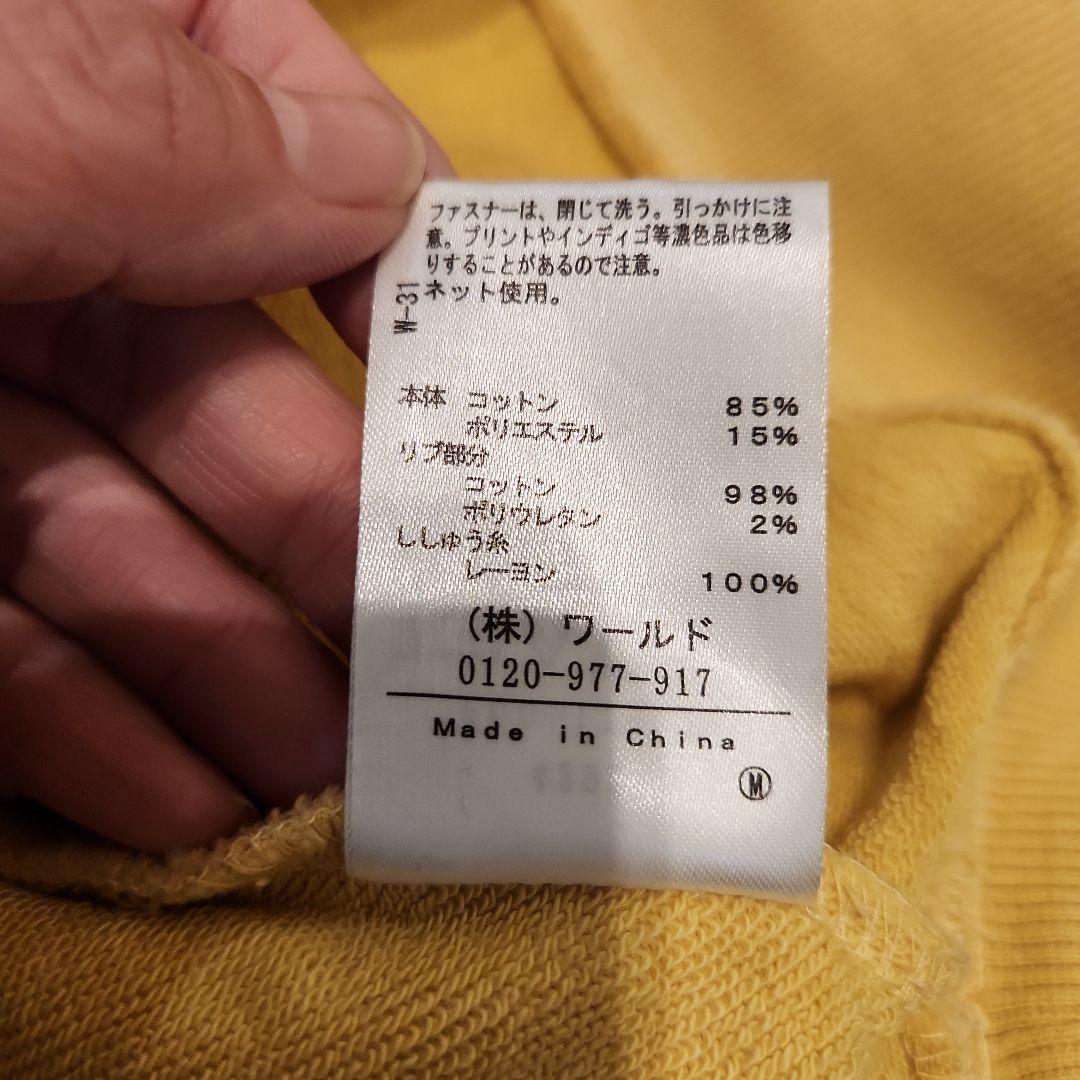 ファスナーは、閉じて洗う。引っかけに注
意。プリントやインディゴ等濃色品は色移
りすることがあるので注意。
ネット使用。
W-31
本体 コットン 85%
ポリエステル 15%
リブ部分
コットン 98%
ポリウレタン 2%
ししゅう糸
レーヨン 100%
(株)ワールド
0120-977-917
Made in China
Ⓜ